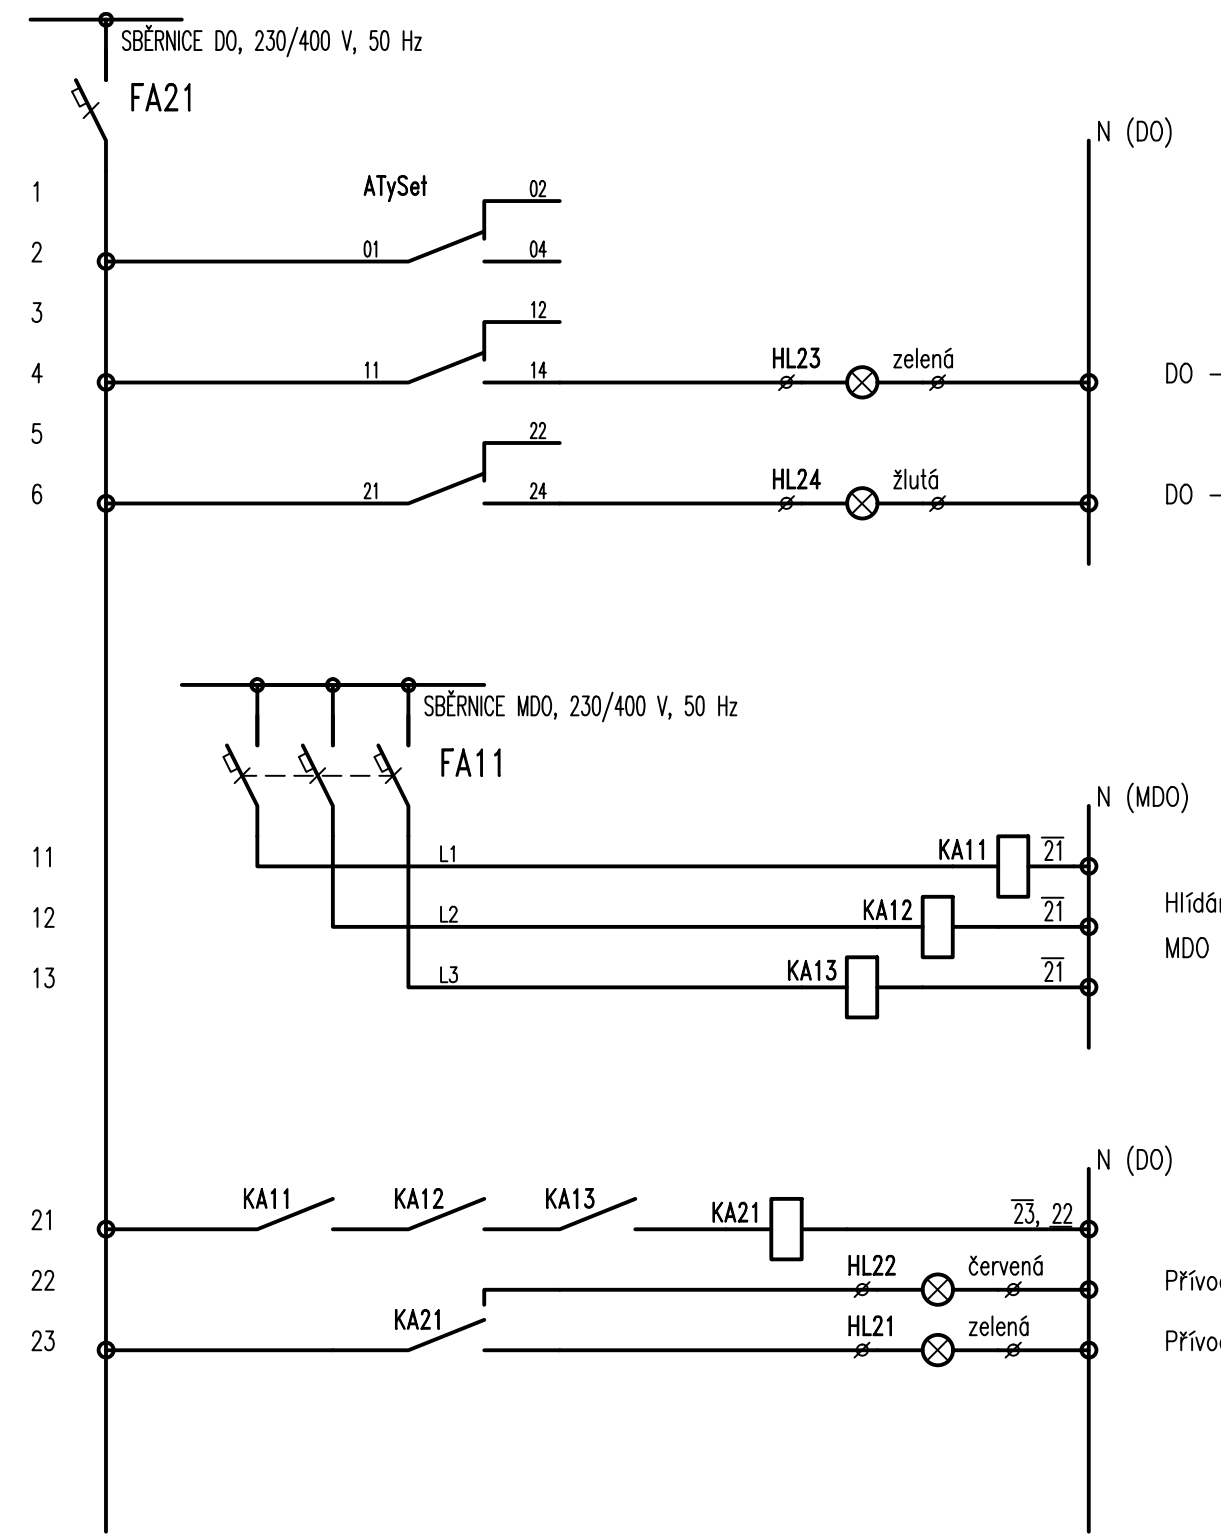 SBĚRNICE DO, 230/400 V, 50 Hz
FA21
N (DO)
1
ATySet
02
2
01
04
3
12
4
11
14
HL23
zelená
DO –
5
22
6
21
24
HL24
žlutá
DO –
SBĚRNICE MDO, 230/400 V, 50 Hz
FA11
N (MDO)
11
L1
KA11
21
12
L2
KA12
21
Hlídán
MDO
13
L3
KA13
21
N (DO)
21
KA11
KA12
KA13
KA21
23, 22
22
HL22
červená
Přívod
23
KA21
HL21
zelená
Přívod